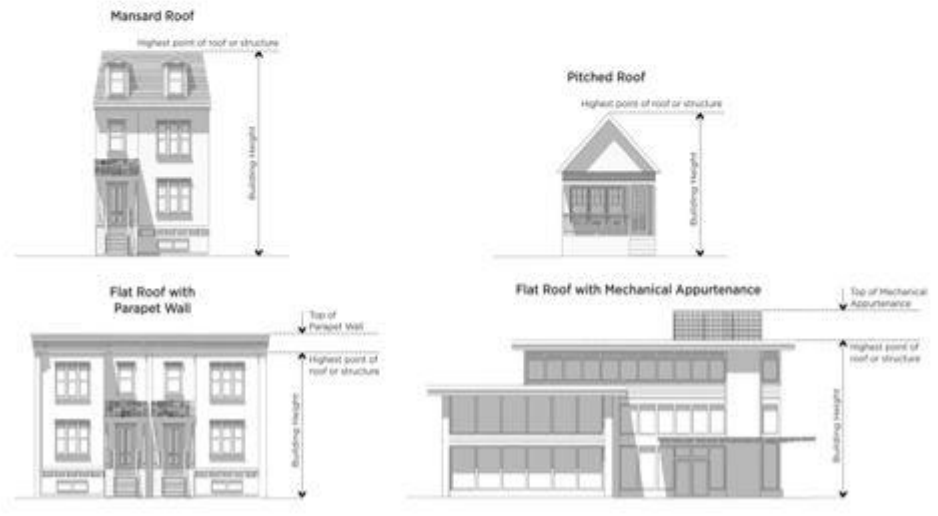 Mansard Roof
Highest point of roof or structure
Building Height
Pitched Roof
Highest point of roof or structure
Building Height
Flat Roof with
Parapet Wall
Top of
Parapet Wall
Highest point of
roof or structure
Building Height
Flat Roof with Mechanical Appurtenance
Top of Mechanical
Appurtenance
Highest point of
roof or structure
Building Height